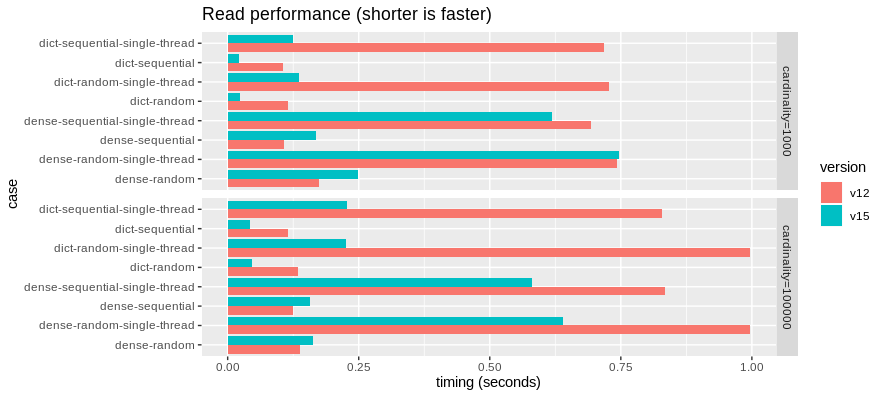 Read performance (shorter is faster)
dict-sequential-single-thread
dict-sequential
dict-random-single-thread
dict-random
dense-sequential-single-thread
dense-sequential
dense-random-single-thread
dense-random
cardinality=1000
dict-sequential-single-thread
dict-sequential
dict-random-single-thread
dict-random
dense-sequential-single-thread
dense-sequential
dense-random-single-thread
dense-random
cardinality=100000
case
0.00 0.25 0.50 0.75 1.00
timing (seconds)
version
v12
v15